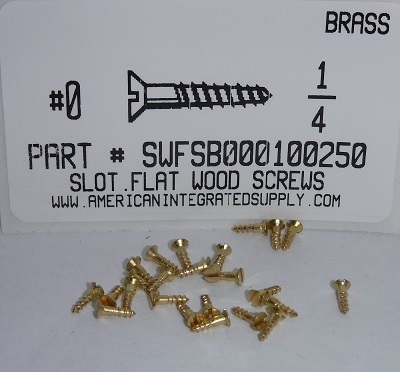 BRASS
#0
1/4
PART # SWFSB000100250
SLOT.FLAT WOOD SCREWS
WWW.AMERICANINTEGRATEDSUPPLY.COM